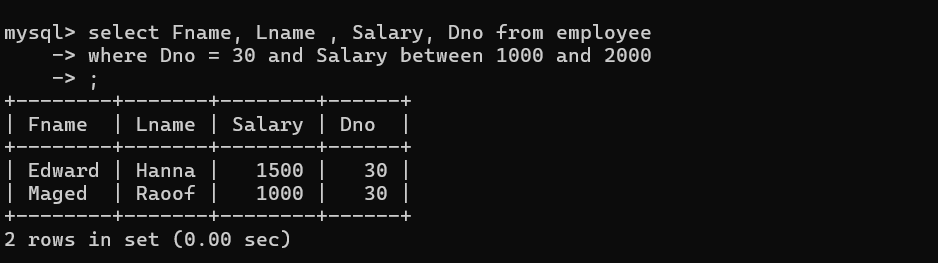 mysql> select Fname, Lname , Salary, Dno from employee
    -> where Dno = 30 and Salary between 1000 and 2000
    -> ;
+--------+-------+--------+------+
| Fname  | Lname | Salary | Dno  |
+--------+-------+--------+------+
| Edward | Hanna |   1500 |   30 |
| Maged  | Raoof |   1000 |   30 |
+--------+-------+--------+------+
2 rows in set (0.00 sec)